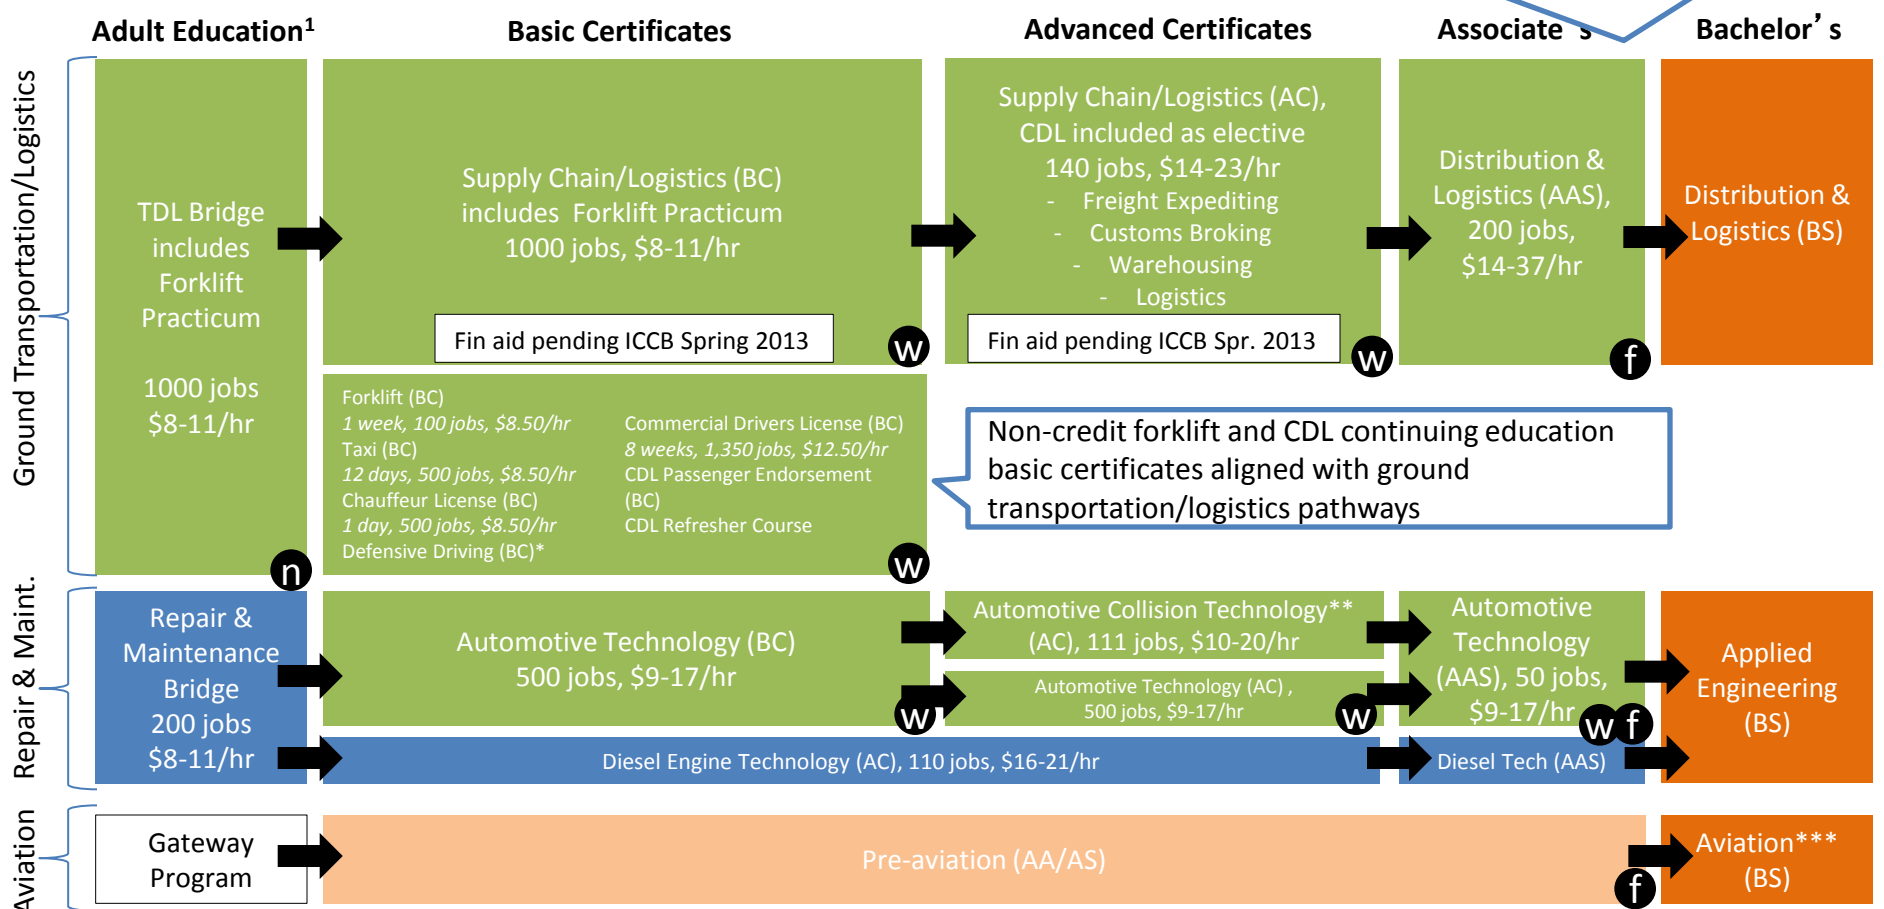 Adult Education¹
Basic Certificates
Advanced Certificates
Associate’s
Bachelor’s
Ground Transportation/Logistics
TDL Bridge
includes
Forklift
Practicum
1000 jobs
$8-11/hr
n
Supply Chain/Logistics (BC)
includes Forklift Practicum
1000 jobs, $8-11/hr
Fin aid pending ICCB Spring 2013
w
Supply Chain/Logistics (AC),
CDL included as elective
140 jobs, $14-23/hr
- Freight Expediting
- Customs Broking
- Warehousing
- Logistics
Fin aid pending ICCB Spr. 2013
w
Distribution &
Logistics (AAS),
200 jobs,
$14-37/hr
f
Distribution &
Logistics (BS)
Forklift (BC)
1 week, 100 jobs, $8.50/hr
Taxi (BC)
12 days, 500 jobs, $8.50/hr
Chauffeur License (BC)
1 day, 500 jobs, $8.50/hr
Defensive Driving (BC)*
Commercial Drivers License (BC)
8 weeks, 1,350 jobs, $12.50/hr
CDL Passenger Endorsement
(BC)
CDL Refresher Course
w
Non-credit forklift and CDL continuing education
basic certificates aligned with ground
transportation/logistics pathways
Repair & Maint.
Repair &
Maintenance
Bridge
200 jobs
$8-11/hr
Automotive Technology (BC)
500 jobs, $9-17/hr
w
Automotive Collision Technology**
(AC), 111 jobs, $10-20/hr
Automotive Technology (AC) ,
500 jobs, $9-17/hr
w
Automotive
Technology
(AAS), 50 jobs,
$9-17/hr
w f
Applied
Engineering
(BS)
Diesel Engine Technology (AC), 110 jobs, $16-21/hr
Diesel Tech (AAS)
Aviation
Gateway
Program
Pre-aviation (AA/AS)
f
Aviation***
(BS)